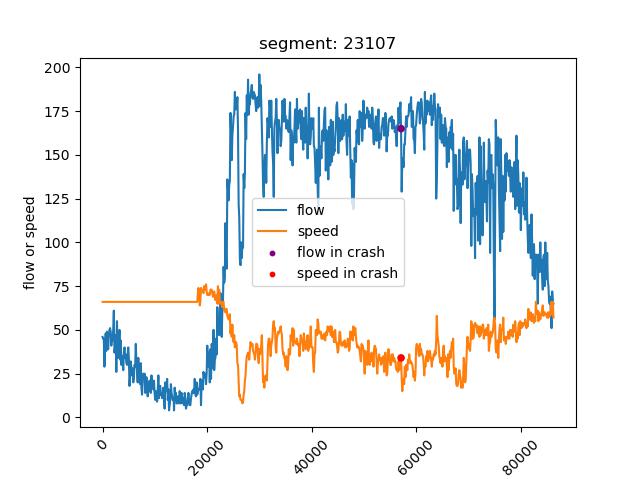 segment: 23107
200
175
150
125
100
75
50
25
0
flow or speed
flow
speed
flow in crash
speed in crash
0
20000
40000
60000
80000